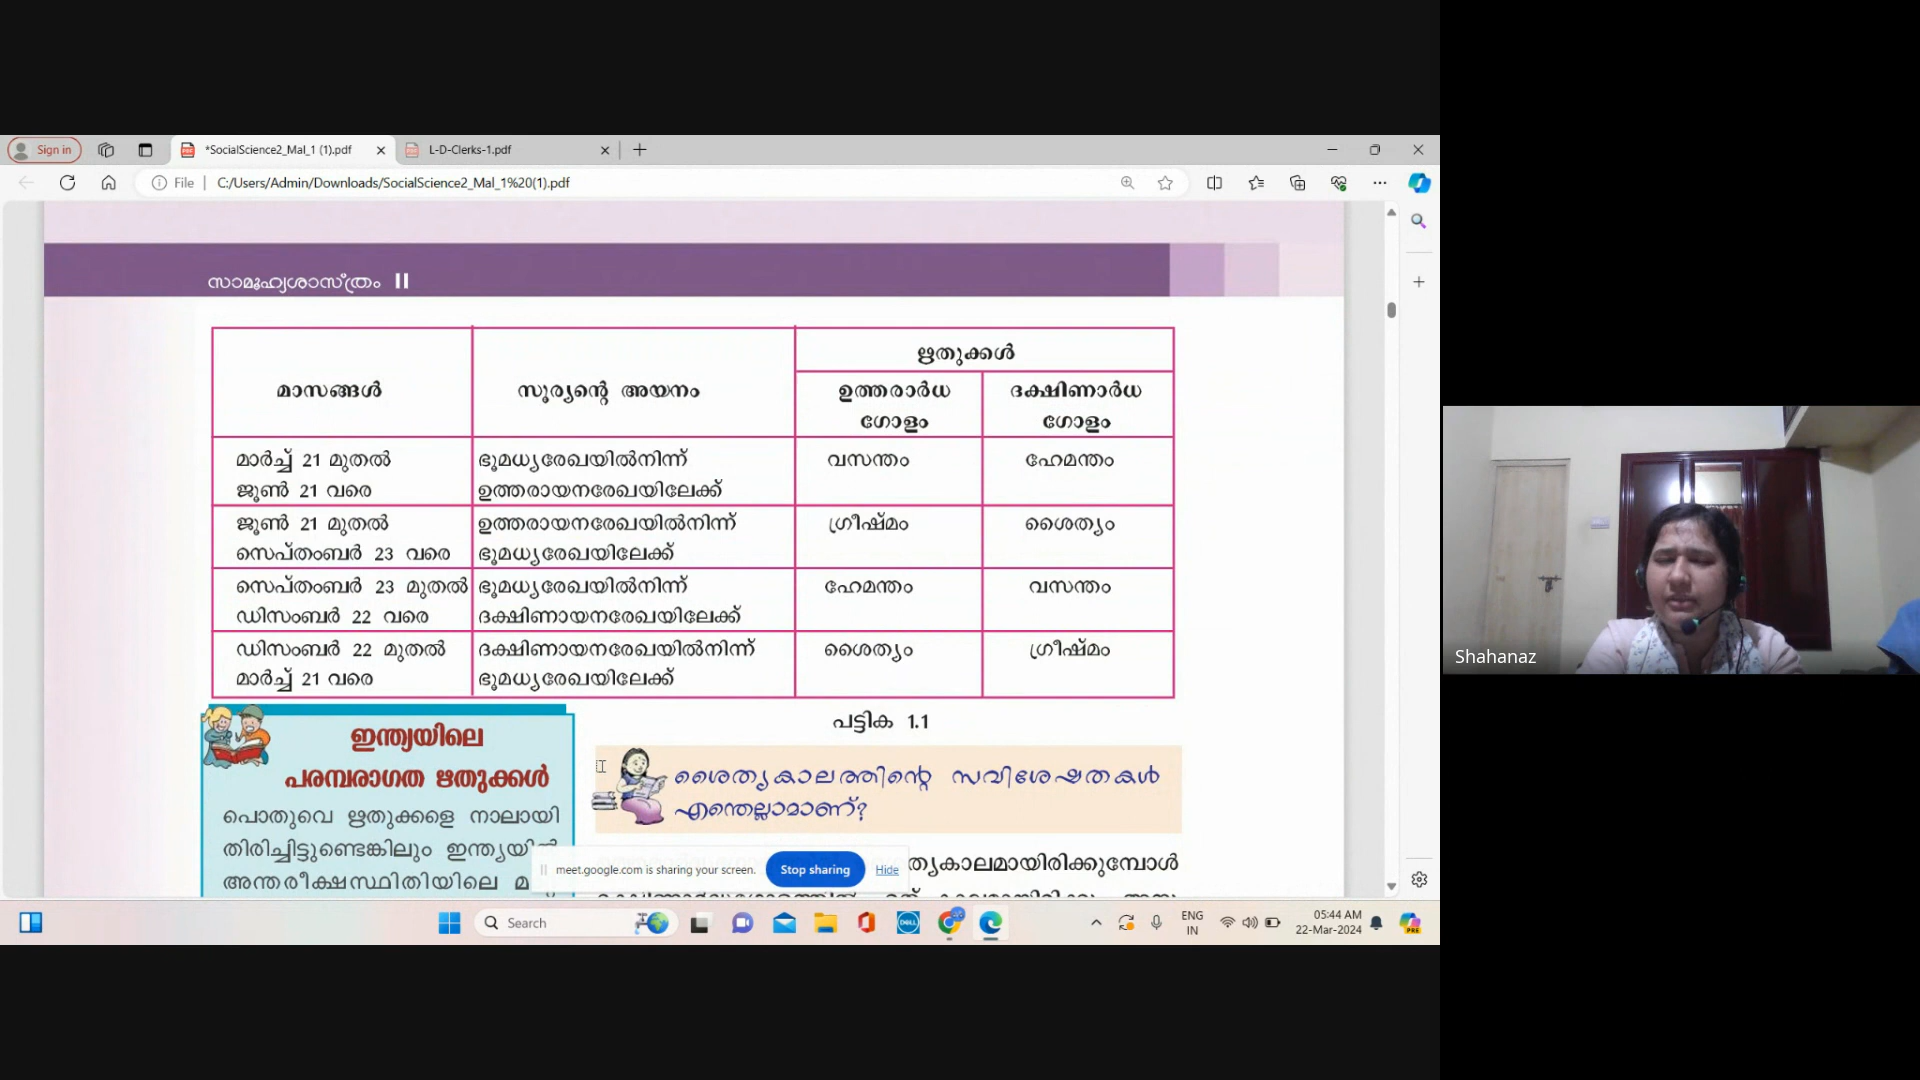 Sign in
*SocialScience2_Mal_1 (1).pdf
L-D-Clerks-1.pdf
File
C:/Users/Admin/Downloads/SocialScience2_Mal_1%20(1).pdf
സാമൂഹ്യശാസ്ത്രം II
മാസങ്ങൾ
സൂര്യന്റെ അയനം
ഋതുക്കൾ
ഉത്തരാർധ
ഗോളം
ദക്ഷിണാർധ
ഗോളം
മാർച്ച് 21 മുതൽ
ജൂൺ 21 വരെ
ഭൂമധ്യരേഖയിൽനിന്ന്
ഉത്തരായനരേഖയിലേക്ക്
വസന്തം
ഹേമന്തം
ജൂൺ 21 മുതൽ
സെപ്തംബർ 23 വരെ
ഉത്തരായനരേഖയിൽനിന്ന്
ഭൂമധ്യരേഖയിലേക്ക്
ഗ്രീഷ്മം
ശൈത്യം
സെപ്തംബർ 23 മുതൽ
ഡിസംബർ 22 വരെ
ഭൂമധ്യരേഖയിൽനിന്ന്
ദക്ഷിണായനരേഖയിലേക്ക്
ഹേമന്തം
വസന്തം
ഡിസംബർ 22 മുതൽ
മാർച്ച് 21 വരെ
ദക്ഷിണായനരേഖയിൽനിന്ന്
ഭൂമധ്യരേഖയിലേക്ക്
ശൈത്യം
ഗ്രീഷ്മം
പട്ടിക 1.1
ഇന്ത്യയിലെ
പരമ്പരാഗത ഋതുക്കൾ
പൊതുവെ ഋതുക്കളെ നാലായി
തിരിച്ചിട്ടുണ്ടെങ്കിലും
അന്തരീക്ഷസ്ഥിതിയിലെ
ശൈത്യകാലത്തിന്റെ സവിശേഷതകൾ
എന്തെല്ലാമാണ്?
ത്യകാലമായിരിക്കുമ്പോൾ
meet.google.com is sharing your screen.
Stop sharing
Hide
Search
ENG
IN
05:44 AM
22-Mar-2024
PRE
DELL
Shahanaz